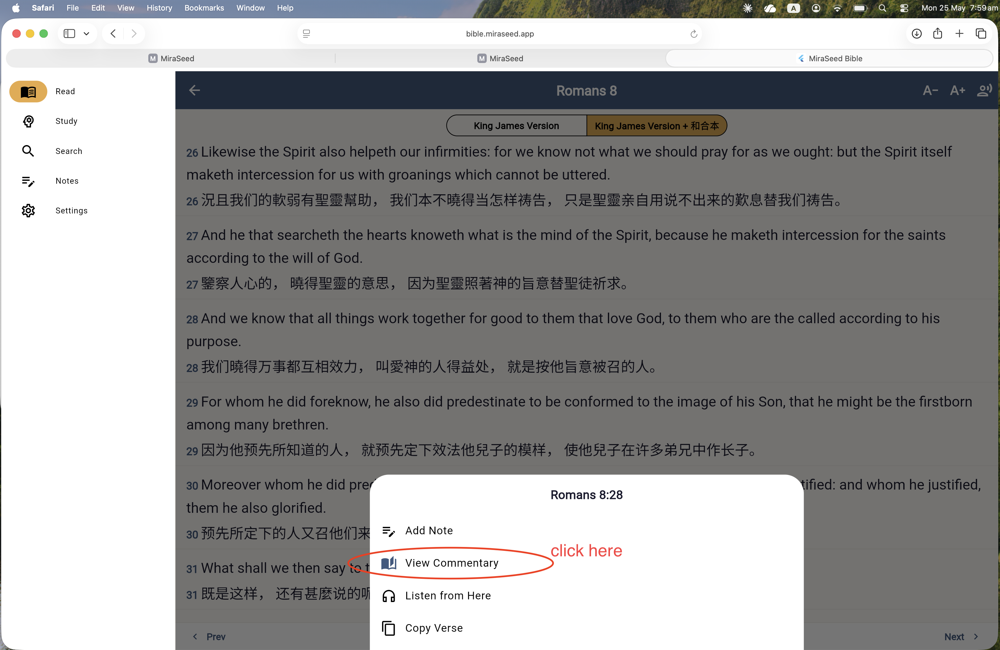 Safari File Edit View History Bookmarks Window Help
A
Mon 25 May 7:59 am
bible.miraseed.app
M MiraSeed
M MiraSeed
MiraSeed Bible
Read
Study
Search
Notes
Settings
Romans 8
A- A+
King James Version
King James Version + 和合本
26 Likewise the Spirit also helpeth our infirmities: for we know not what we should pray for as we ought: but the Spirit itself
maketh intercession for us with groanings which cannot be uttered.
26 況且我们的軟弱有聖靈幫助， 我们本不曉得当怎样祷告， 只是聖靈亲自用说不出来的歎息替我们祷告。
27 And he that searcheth the hearts knoweth what is the mind of the Spirit, because he maketh intercession for the saints
according to the will of God.
27 鑒察人心的， 曉得聖靈的意思， 因为聖靈照著神的旨意替聖徒祈求。
28 And we know that all things work together for good to them that love God, to them who are the called according to his
purpose.
28 我们曉得万事都互相效力， 叫愛神的人得益处， 就是按他旨意被召的人。
29 For whom he did foreknow, he also did predestinate to be conformed to the image of his Son, that he might be the firstborn
among many brethren.
29 因为他预先所知道的人， 就预先定下效法他兒子的模样， 使他兒子在许多弟兄中作长子。
30 Moreover whom he did pred
tified: and whom he justified,
them he also glorified.
30 预先所定下的人又召他们来
31 What shall we then say to t
31 既是这样， 还有甚麼说的呢
Prev
Next
Romans 8:28
Add Note
click here
View Commentary
Listen from Here
Copy Verse